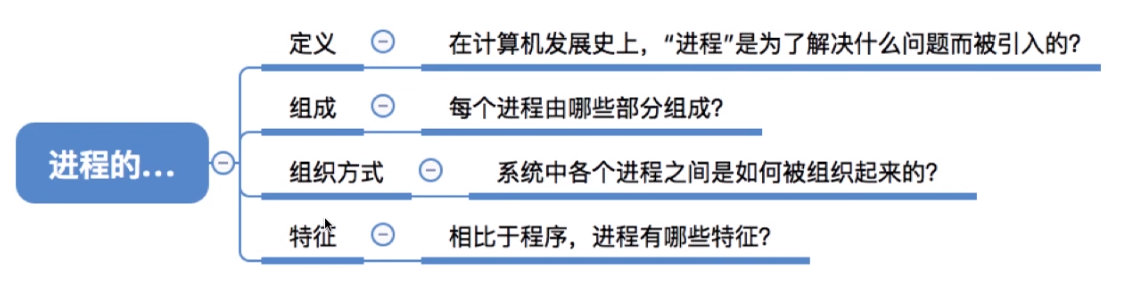 进程的...
定义
在计算机发展史上，“进程”是为了解决什么问题而被引入的？
组成
每个进程由哪些部分组成？
组织方式
系统中各个进程之间是如何被组织起来的？
特征
相比于程序，进程有哪些特征？